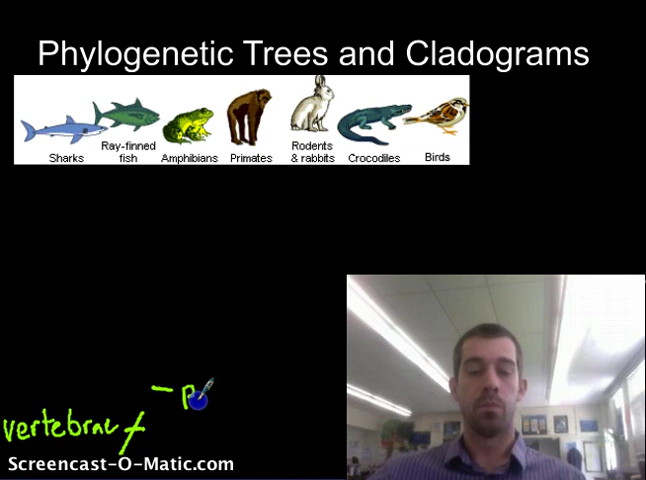 Phylogenetic Trees and Cladograms
Sharks
Ray-finned
fish
Amphibians
Primates
Rodents
& rabbits
Crocodiles
Birds
vertebrae
Screencast-O-Matic.com